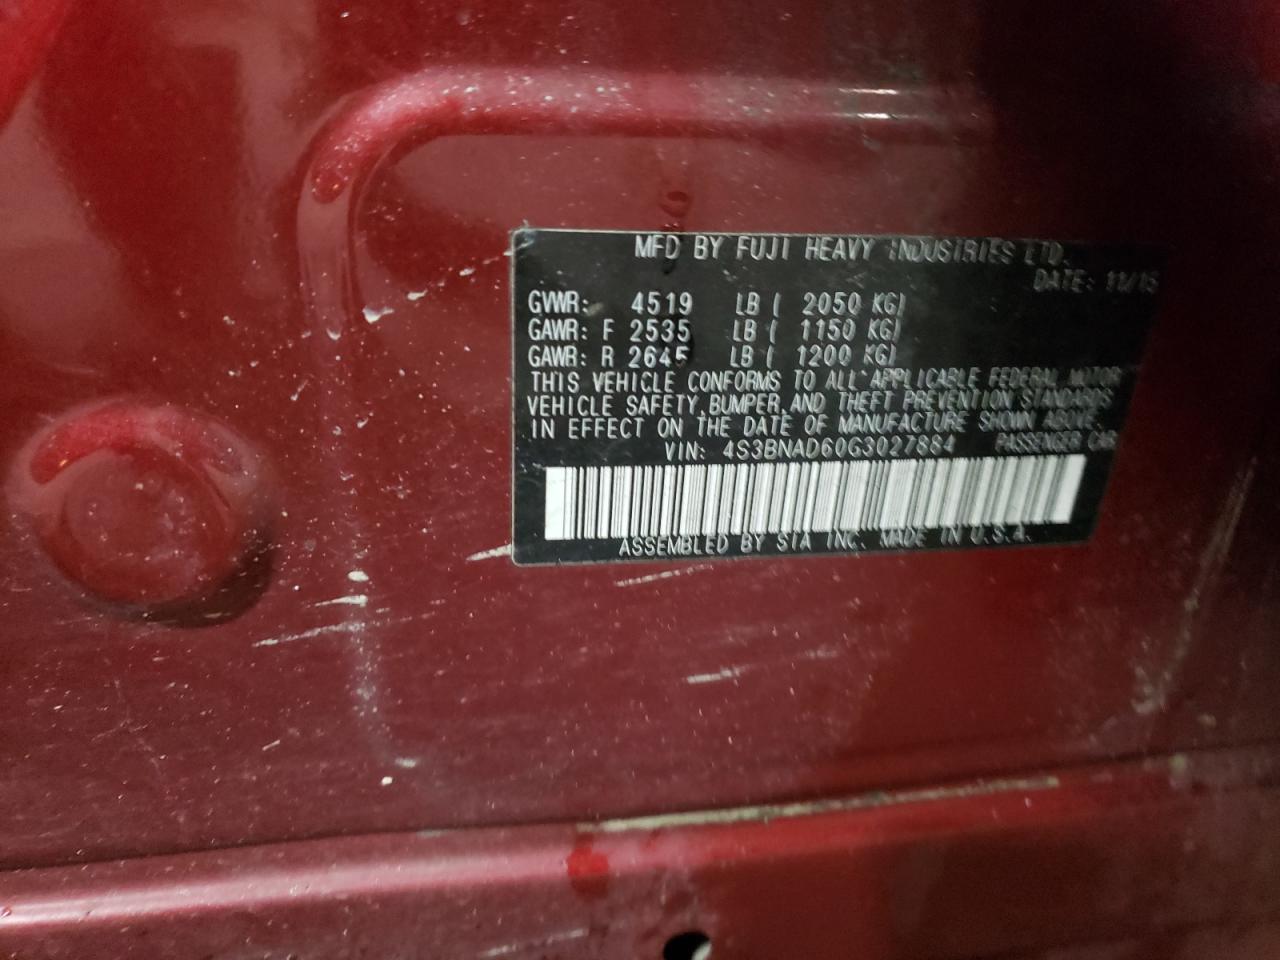 MFD BY FUJI HEAVY INDUSTRIES LTD.
DATE: 11/15
GVWR: 4519 LB ( 2050 KG)
GAWR: F 2535 LB ( 1150 KG)
GAWR: R 2645 LB ( 1200 KG)
THIS VEHICLE CONFORMS TO ALL APPLICABLE FEDERAL MOTOR
VEHICLE SAFETY, BUMPER, AND THEFT PREVENTION STANDARDS
IN EFFECT ON THE DATE OF MANUFACTURE SHOWN ABOVE.
VIN: 4S3BNAD60G3027884 PASSENGER CAR
ASSEMBLED BY SIA INC. MADE IN U.S.A.